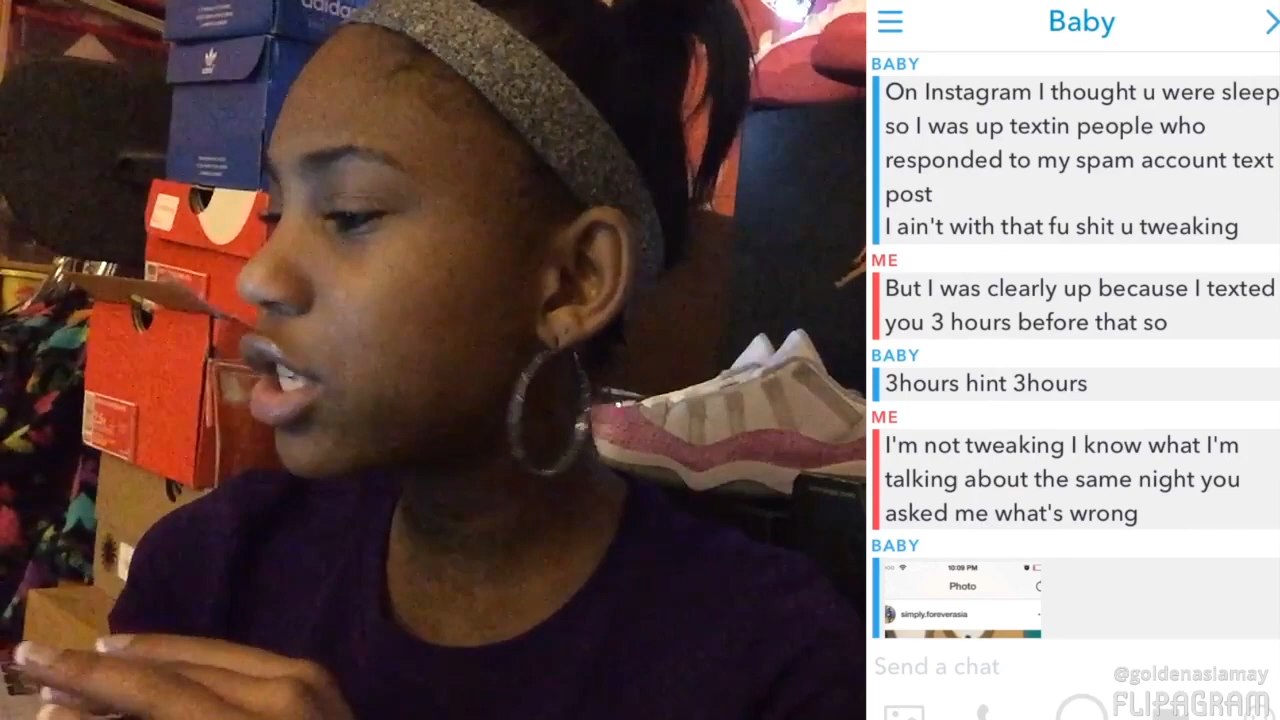 adidas
Baby
BABY
On Instagram I thought u were sleep
so I was up textin people who
responded to my spam account text
post
I ain't with that fu shit u tweaking
ME
But I was clearly up because I texted
you 3 hours before that so
BABY
3hours hint 3hours
ME
I'm not tweaking I know what I'm
talking about the same night you
asked me what's wrong
BABY
10:09 PM
Photo
simply.foreverasia
Send a chat
@goldenasiamay
FLIPAGRAM